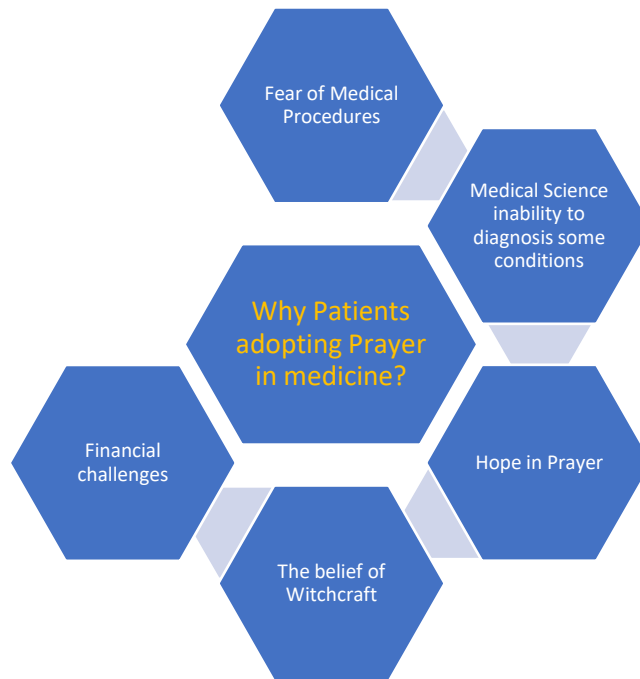 Fear of Medical
Procedures
Medical Science
inability to
diagnosis some
conditions
Why Patients
adopting Prayer
in medicine?
Hope in Prayer
Financial
challenges
The belief of
Witchcraft